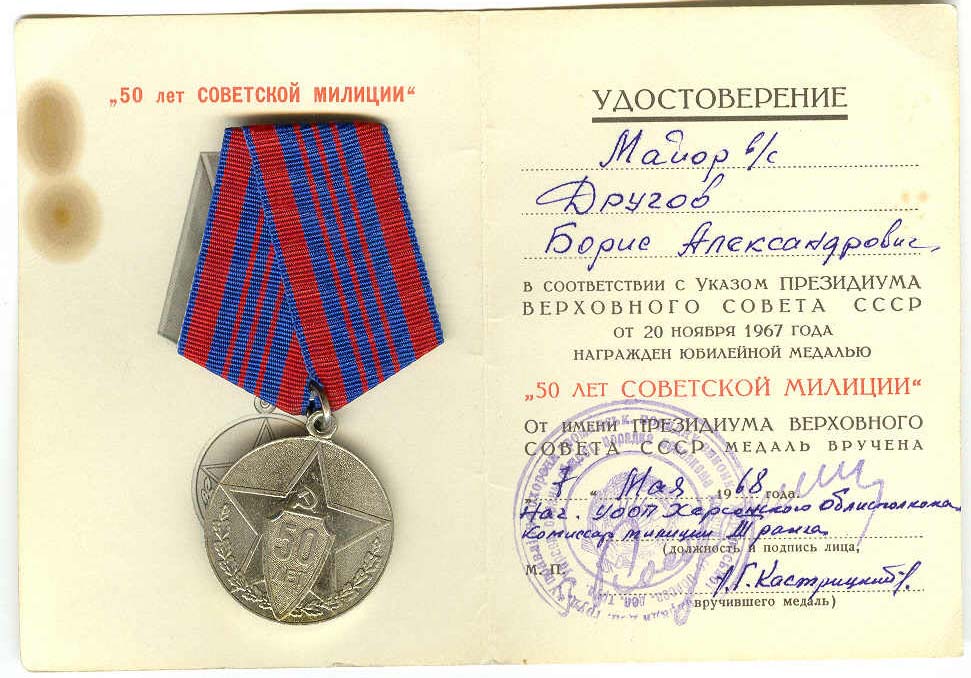 „50 лет СОВЕТСКОЙ МИЛИЦИИ“
50
ЛЕТ
УДОСТОВЕРЕНИЕ
Майор в/с
Другов
Борис Александрович
В СООТВЕТСТВИИ С УКАЗОМ ПРЕЗИДИУМА
ВЕРХОВНОГО СОВЕТА СССР
ОТ 20 НОЯБРЯ 1967 ГОДА
НАГРАЖДЕН ЮБИЛЕЙНОЙ МЕДАЛЬЮ
„50 ЛЕТ СОВЕТСКОЙ МИЛИЦИИ“
ОТ ИМЕНИ ПРЕЗИДИУМА ВЕРХОВНОГО
СОВЕТА СССР МЕДАЛЬ ВРУЧЕНА
„7“ Мая 1968 года.
Нач. УООП Херсонского Облисполкома
Комиссар милиции III ранга
(должность и подпись лица,
М. П.
вручившего медаль)